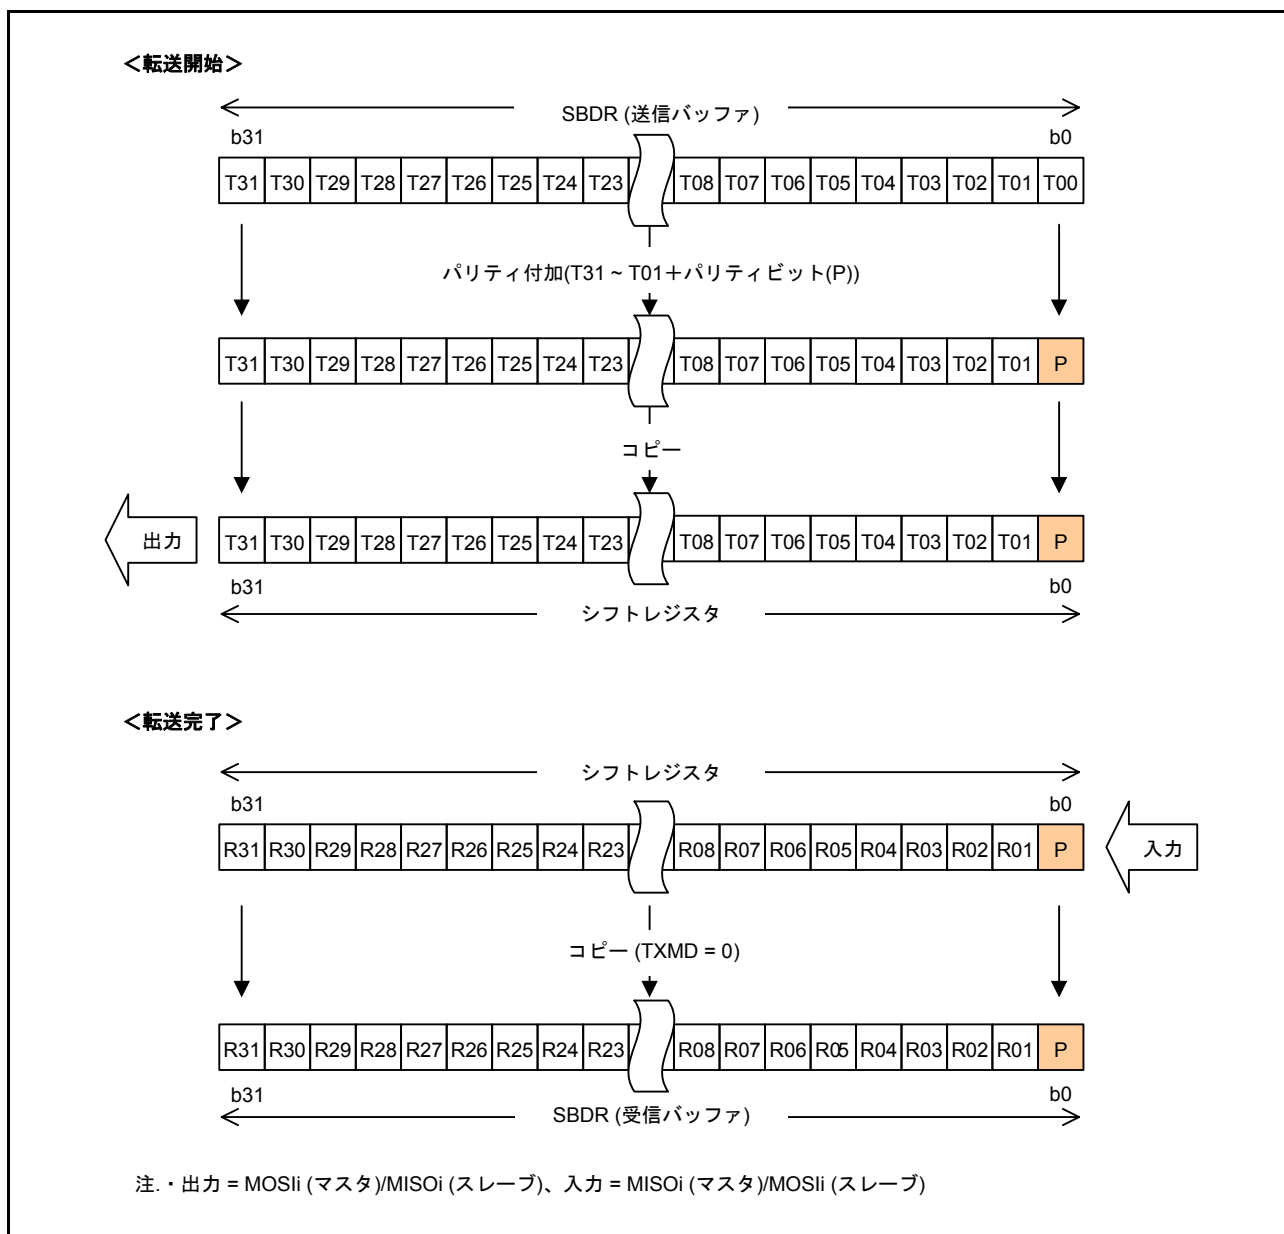 ＜転送開始＞
SBDR (送信バッファ)
b31 b0
T31 T30 T29 T28 T27 T26 T25 T24 T23 T08 T07 T06 T05 T04 T03 T02 T01 T00
パリティ付加(T31 ~ T01＋パリティビット(P))
T31 T30 T29 T28 T27 T26 T25 T24 T23 T08 T07 T06 T05 T04 T03 T02 T01 P
コピー
出力 T31 T30 T29 T28 T27 T26 T25 T24 T23 T08 T07 T06 T05 T04 T03 T02 T01 P
b31 b0
シフトレジスタ
＜転送完了＞
シフトレジスタ
b31 b0
R31 R30 R29 R28 R27 R26 R25 R24 R23 R08 R07 R06 R05 R04 R03 R02 R01 P 入力
コピー (TXMD = 0)
R31 R30 R29 R28 R27 R26 R25 R24 R23 R08 R07 R06 R05 R04 R03 R02 R01 P
b31 b0
SBDR (受信バッファ)
注.・出力 = MOSIi (マスタ)/MISOi (スレーブ)、入力 = MISOi (マスタ)/MOSIi (スレーブ)